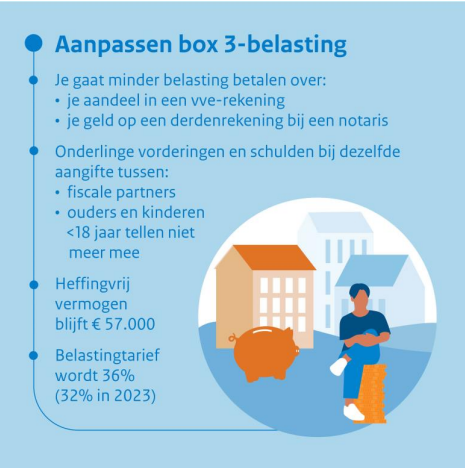 Aanpassen box 3-belasting
Je gaat minder belasting betalen over:
• je aandeel in een vve-rekening
• je geld op een derdenrekening bij een notaris
Onderlinge vorderingen en schulden bij dezelfde
aangifte tussen:
• fiscale partners
• ouders en kinderen
<18 jaar tellen niet
meer mee
Heffingvrij
vermogen
blijft € 57.000
Belastingtarief
wordt 36%
(32% in 2023)